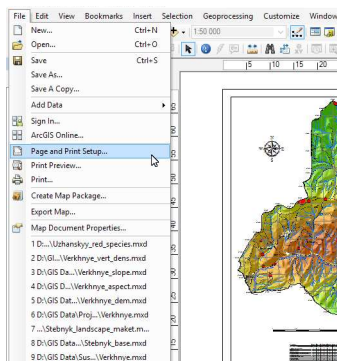 File Edit View Bookmarks Insert Selection Geoprocessing Customize Window
New... Ctrl+N
Open... Ctrl+O
Save Ctrl+S
Save As...
Save A Copy...
Add Data
Sign In...
ArcGIS Online...
Page and Print Setup...
Print Preview...
Print...
Create Map Package...
Export Map...
Map Document Properties...
1 D:...\Uzhanskyy_red_species.mxd
2 D:\GI...\Verkhnye_vert_dens.mxd
3 D:\GIS Da...\Verkhnye_slope.mxd
4 D:\GIS D...\Verkhnye_aspect.mxd
5 D:\GIS Dat...\Verkhnye_dem.mxd
6 D:\GIS Data\Proj...\Verkhnye.mxd
7 ...\Stebnyk_landscape_maket.m...
8 D:\GIS Data...\Stebnyk_base.mxd
9 D:\GIS Data\Sus...\Verkhnye.mxd
1:50 000
5 10 15 20